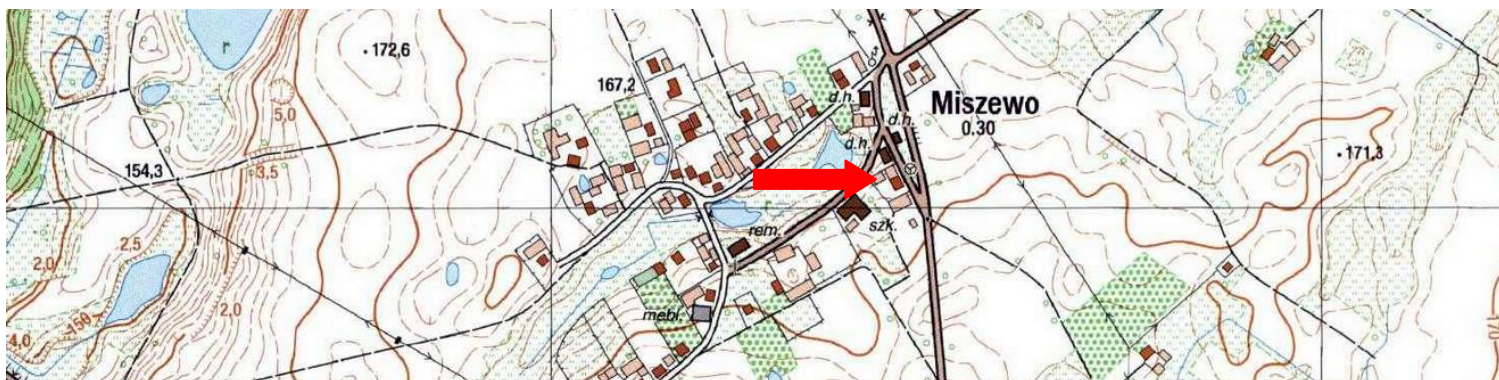 r
172,6
167,2
5,0
d.h.
Miszewo
0.30
d.h.
d.h.
171,3
154,3
3,5
r
szk.
rem.
2,5
2,0
2,0
150
mebl.
4,0
170